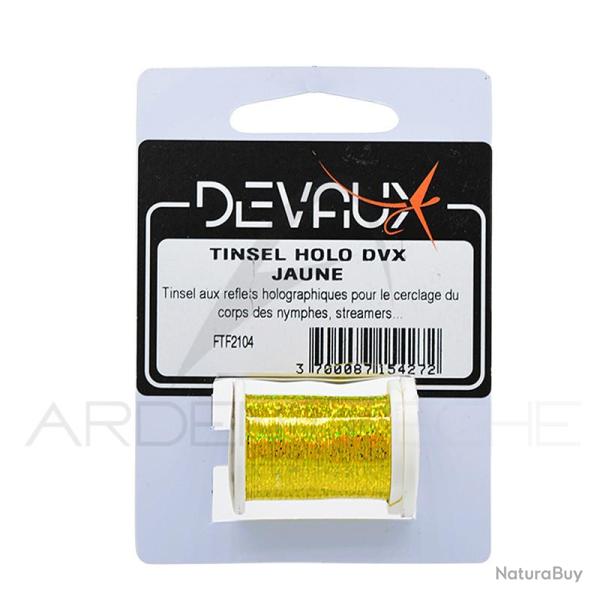 DEVAUX
TINSEL HOLO DVX
JAUNE
Tinsel aux reflets holographiques pour le cerclage du
corps des nymphes, streamers...
FTF2104
3 700087 154272
NaturaBuy